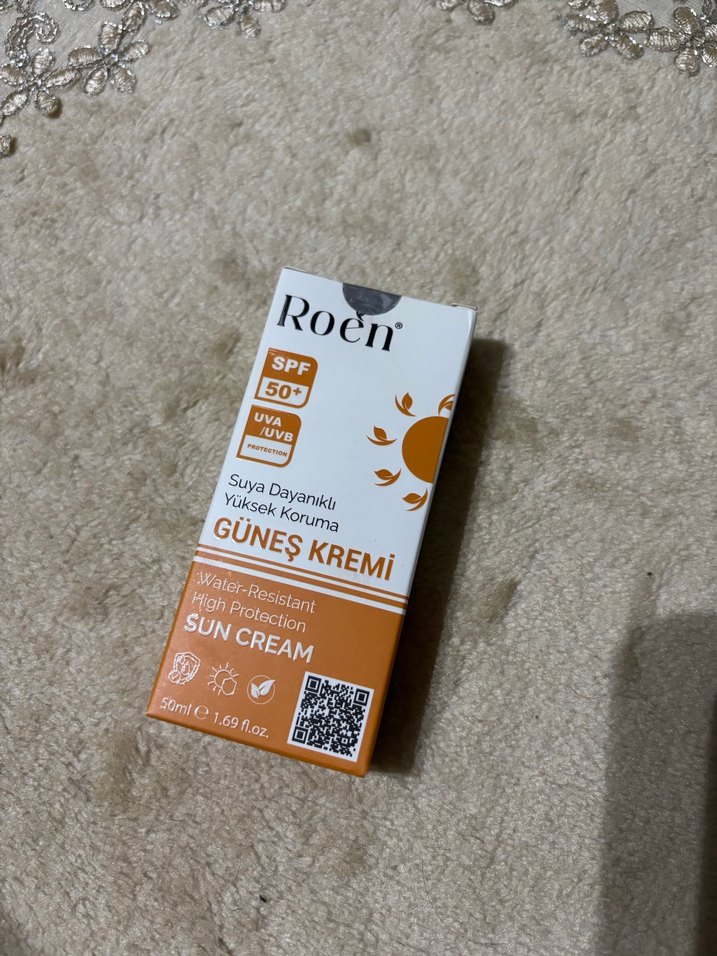 Roèn®
SPF
50+
UVA
/UVB
PROTECTION
Suya Dayanıklı
Yüksek Koruma
GÜNEŞ KREMİ
Water-Resistant
High Protection
SUN CREAM
50ml ℮ 1.69 fl.oz.